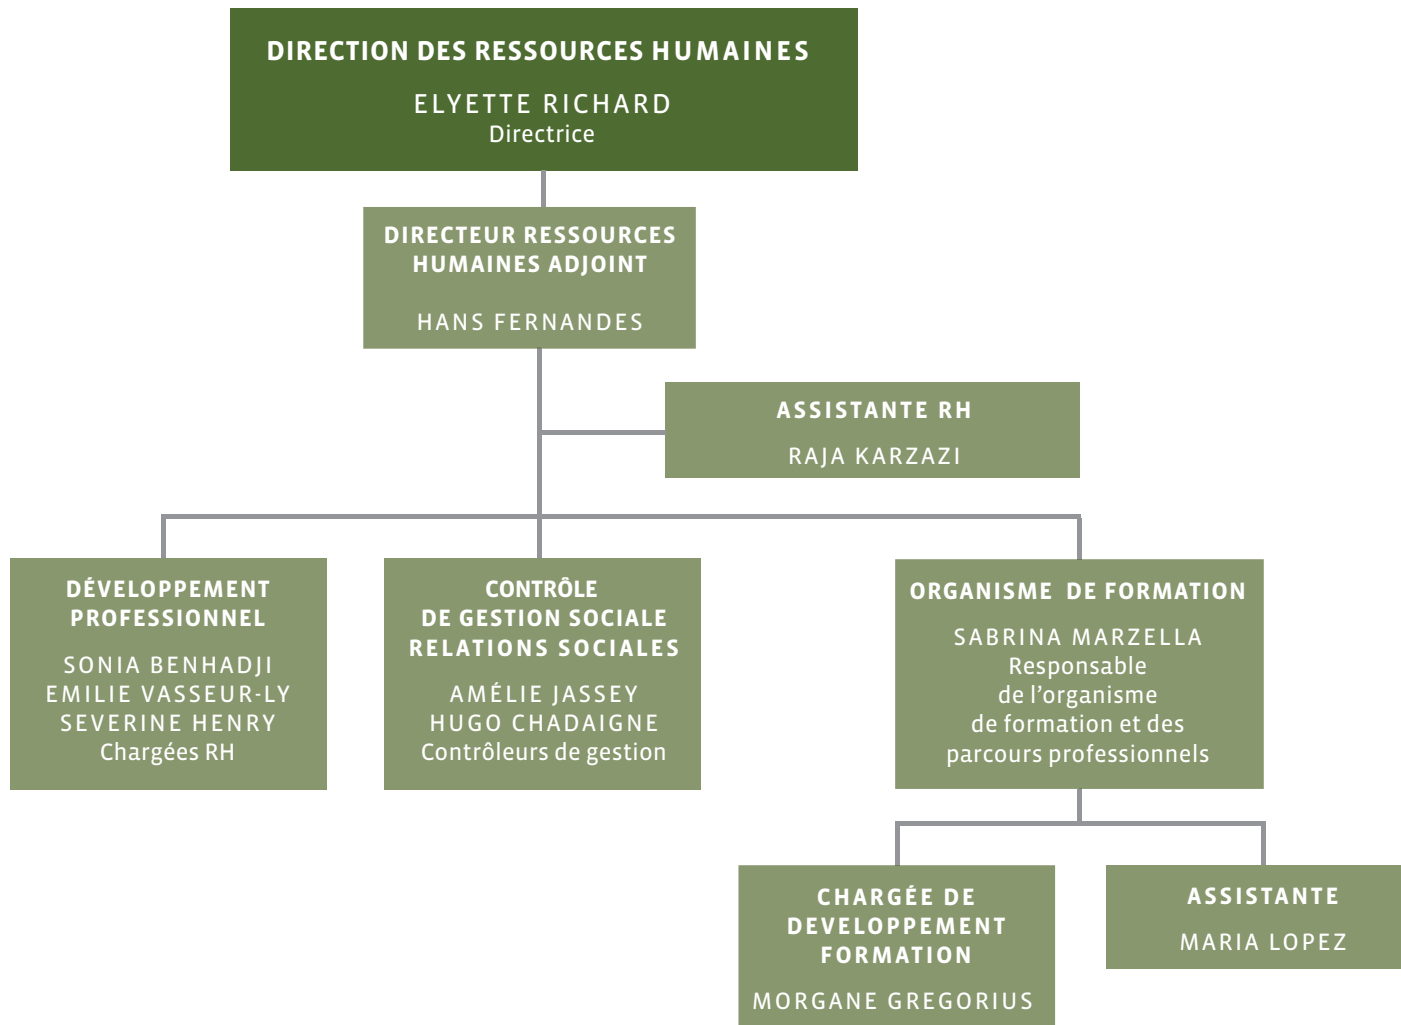 DIRECTION DES RESSOURCES HUMAINES
ELYETTE RICHARD
Directrice
DIRECTEUR RESSOURCES
HUMAINES ADJOINT
HANS FERNANDES
ASSISTANTE RH
RAJA KARZAZI
DÉVELOPPEMENT
PROFESSIONNEL
SONIA BENHADJI
EMILIE VASSEUR-LY
SEVERINE HENRY
Chargées RH
CONTRÔLE
DE GESTION SOCIALE
RELATIONS SOCIALES
AMÉLIE JASSEY
HUGO CHADAIGNE
Contrôleurs de gestion
ORGANISME DE FORMATION
SABRINA MARZELLA
Responsable
de l’organisme
de formation et des
parcours professionnels
CHARGÉE DE
DEVELOPPEMENT
FORMATION
MORGANE GREGORIUS
ASSISTANTE
MARIA LOPEZ